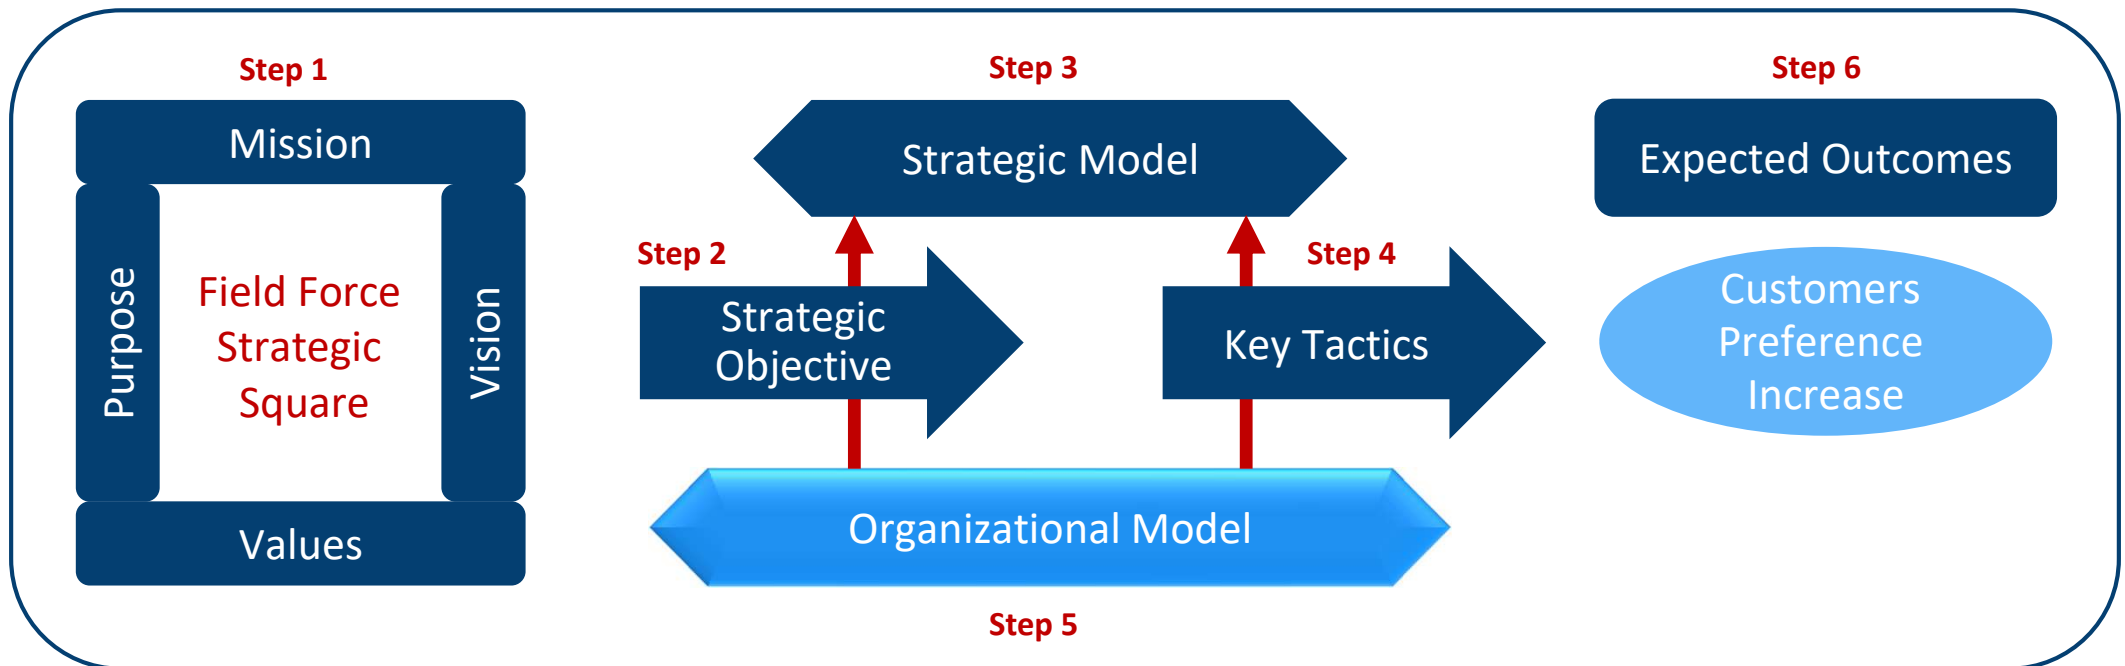 Step 1
Mission
Purpose
Field Force
Strategic
Square
Vision
Values
Step 2
Strategic
Objective
Step 3
Strategic Model
Step 4
Key Tactics
Organizational Model
Step 5
Step 6
Expected Outcomes
Customers
Preference
Increase